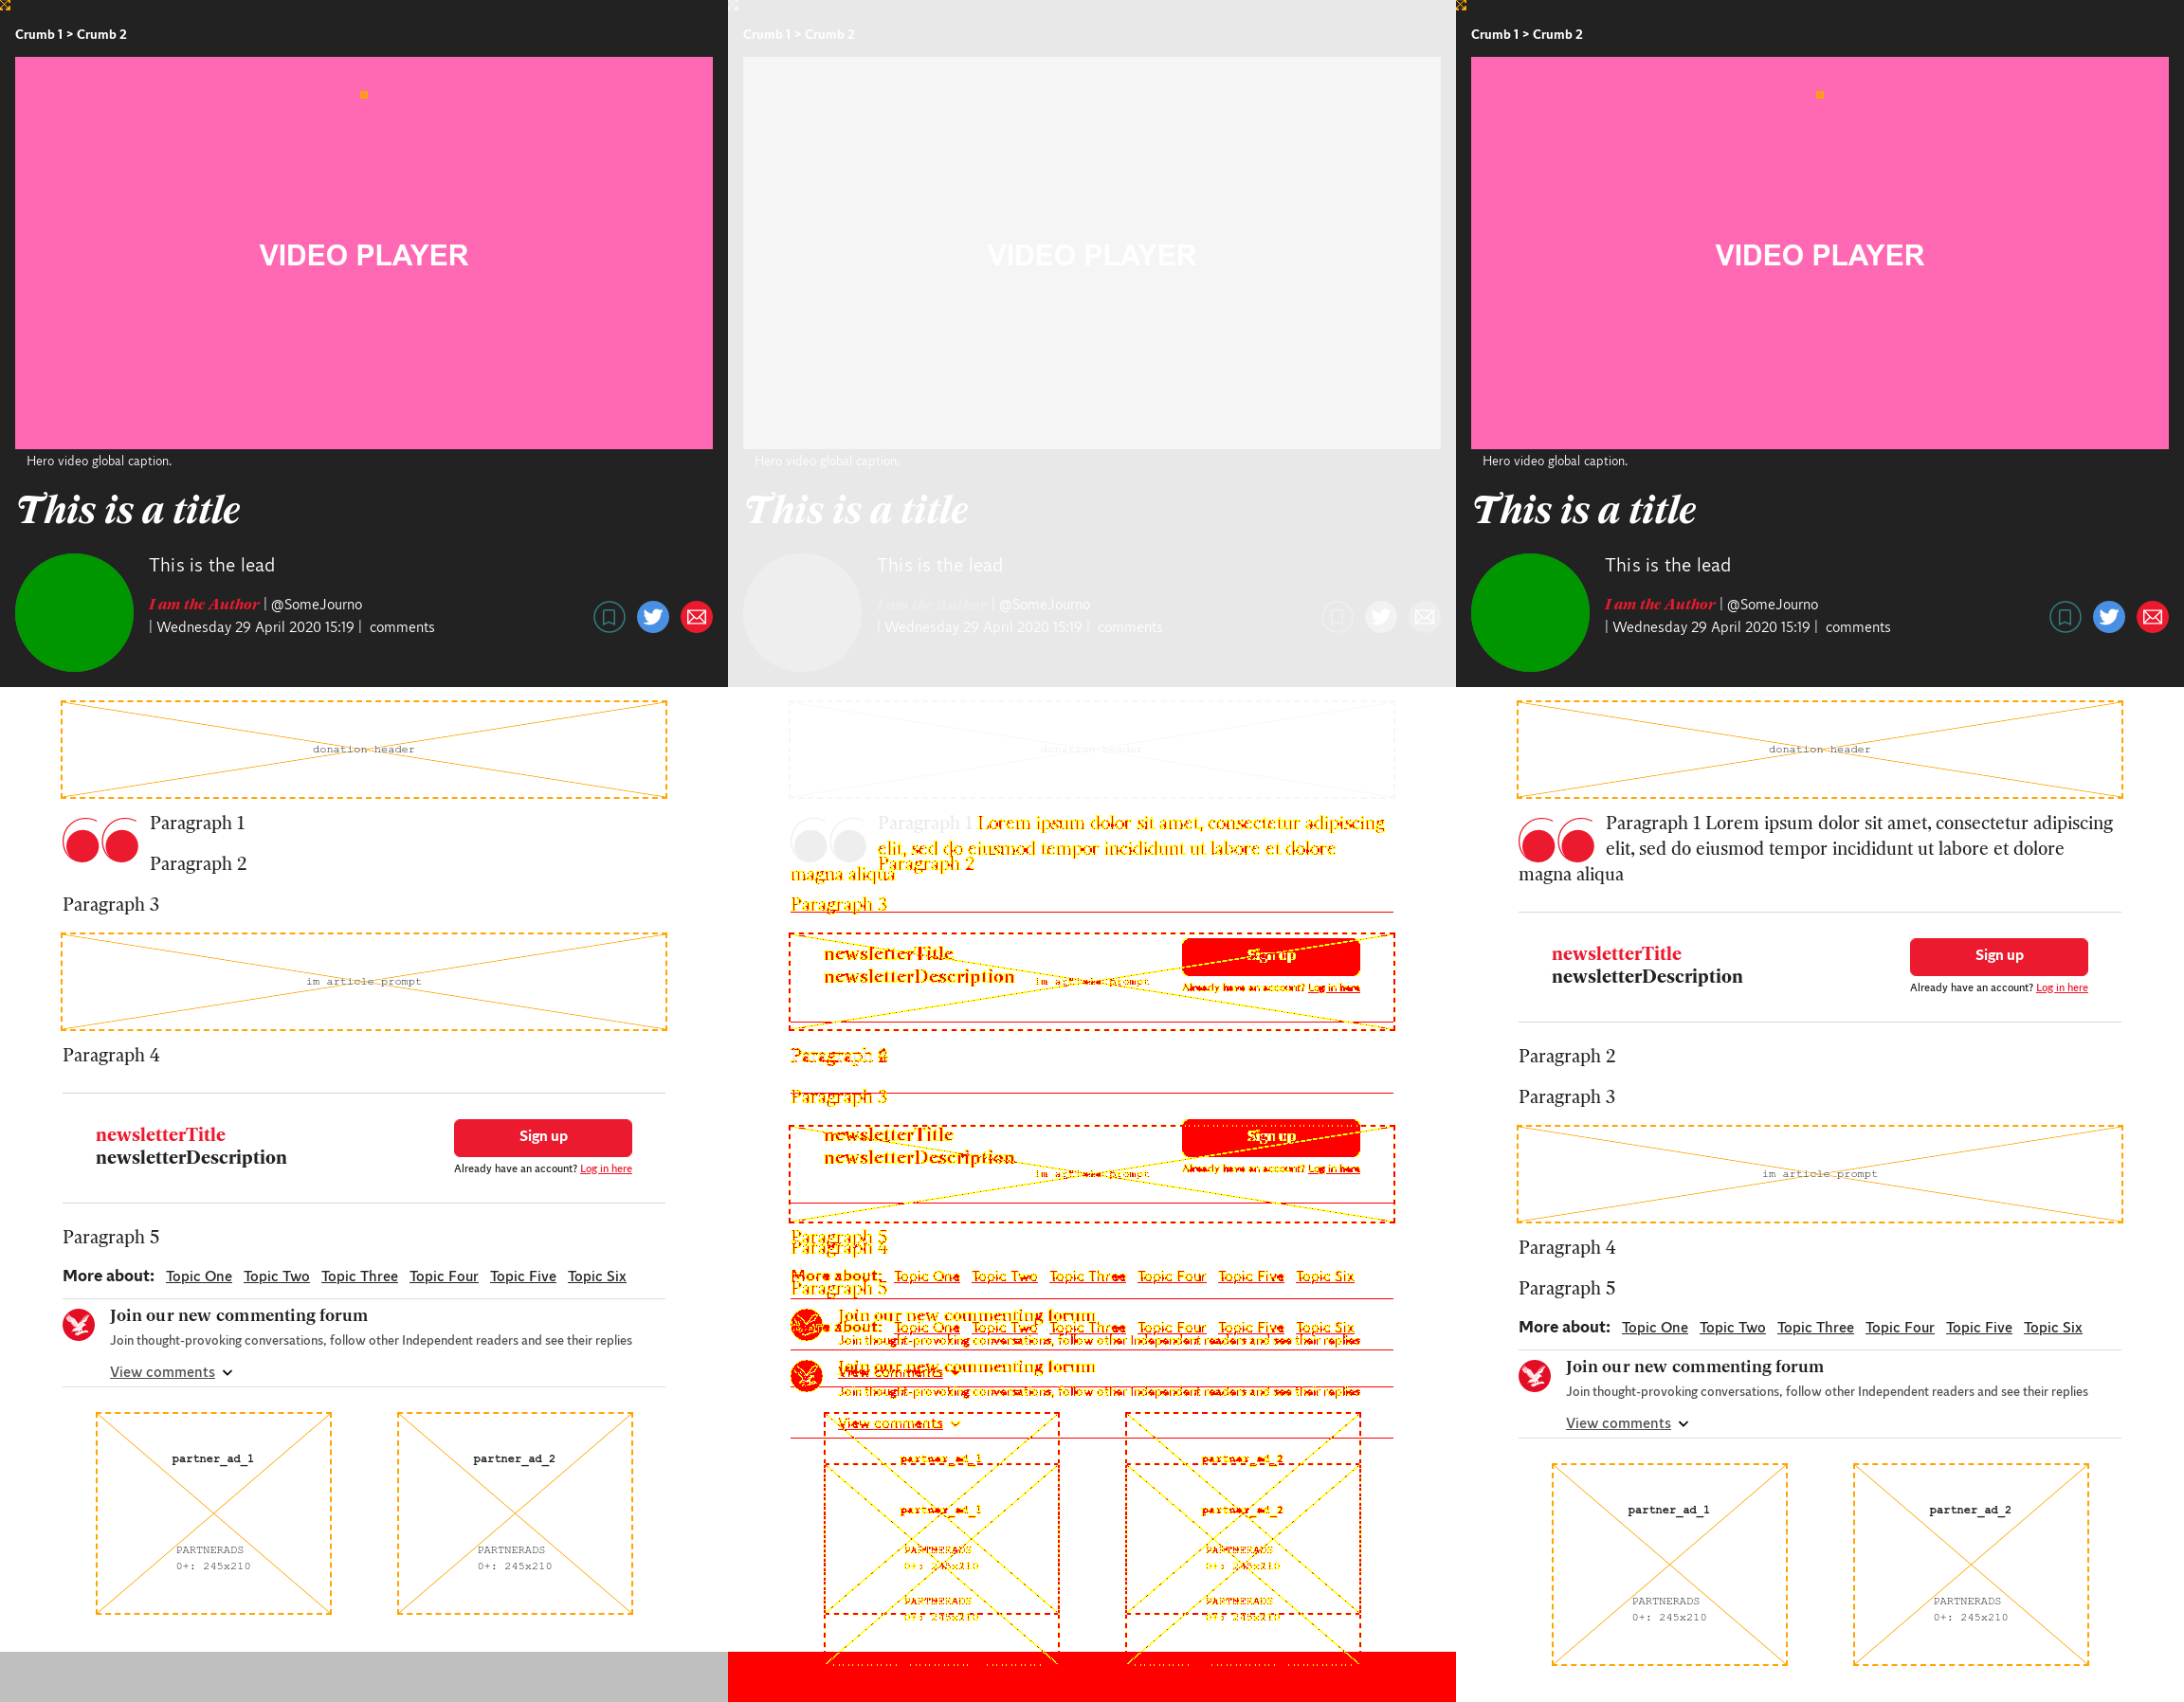 Crumb 1 > Crumb 2
VIDEO PLAYER
Hero video global caption.
This is a title
This is the lead
I am the Author | @SomeJourno
| Wednesday 29 April 2020 15:19 | comments
donation header
Paragraph 1
Paragraph 2
Paragraph 3
im article prompt
Paragraph 4
newsletterTitle
newsletterDescription
Sign up
Already have an account? Log in here
Paragraph 5
More about: Topic One Topic Two Topic Three Topic Four Topic Five Topic Six
Join our new commenting forum
Join thought-provoking conversations, follow other Independent readers and see their replies
View comments
partner_ad_1
PARTNERADS
0+: 245x210
partner_ad_2
PARTNERADS
0+: 245x210
Crumb 1 > Crumb 2
VIDEO PLAYER
Hero video global caption.
This is a title
This is the lead
I am the Author | @SomeJourno
| Wednesday 29 April 2020 15:19 | comments
donation header
Paragraph 1 Lorem ipsum dolor sit amet, consectetur adipiscing
elit, sed do eiusmod tempor incididunt ut labore et dolore
Paragraph 2
magna aliqua
Paragraph 3
newsletterTitle
newsletterDescription
Sign up
im article prompt
Already have an account? Log in here
Paragraph 3
newsletterTitle
newsletterDescription
Sign up
im article prompt
Already have an account? Log in here
Paragraph 5
Paragraph 4
More about: Topic One Topic Two Topic Three Topic Four Topic Five Topic Six
Paragraph 5
Join our new commenting forum
Topic One Topic Two Topic Three Topic Four Topic Five Topic Six
Join thought-provoking conversations, follow other Independent readers and see their replies
Join our new commenting forum
View comments
Join thought-provoking conversations, follow other Independent readers and see their replies
View comments
partner_ad_1
partner_ad_2
partner_ad_1
partner_ad_2
PARTNERADS
0+: 245x210
PARTNERADS
0+: 245x210
PARTNERADS
0+: 245x210
PARTNERADS
0+: 245x210
Crumb 1 > Crumb 2
VIDEO PLAYER
Hero video global caption.
This is a title
This is the lead
I am the Author | @SomeJourno
| Wednesday 29 April 2020 15:19 | comments
donation header
Paragraph 1 Lorem ipsum dolor sit amet, consectetur adipiscing
elit, sed do eiusmod tempor incididunt ut labore et dolore
magna aliqua
newsletterTitle
newsletterDescription
Sign up
Already have an account? Log in here
Paragraph 2
Paragraph 3
im article prompt
Paragraph 4
Paragraph 5
More about: Topic One Topic Two Topic Three Topic Four Topic Five Topic Six
Join our new commenting forum
Join thought-provoking conversations, follow other Independent readers and see their replies
View comments
partner_ad_1
PARTNERADS
0+: 245x210
partner_ad_2
PARTNERADS
0+: 245x210